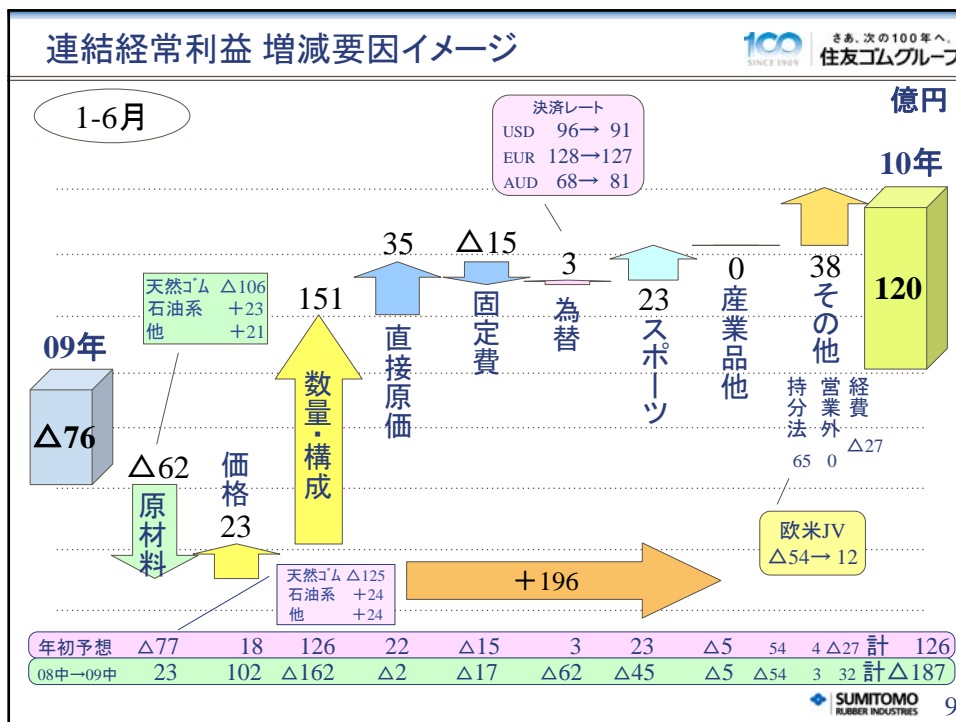 連結経常利益 増減要因イメージ
100
SINCE 1909
さあ、次の100年へ。
住友ゴムグループ
億円
1-6月
決済レート
USD 96→ 91
EUR 128→127
AUD 68→ 81
10年
120
09年
△76
天然ゴム △106
石油系 +23
他 +21
△62
原材料
価格
23
151
数量・構成
35
直接原価
△15
固定費
3
為替
23
スポーツ
0
産業品他
38
その他
持分法 営業外 経費
65 0 △27
欧米JV
△54→ 12
天然ゴム △125
石油系 +24
他 +24
+196
年初予想 △77 18 126 22 △15 3 23 △5 54 4 △27 計 126
08中→09中 23 102 △162 △2 △17 △62 △45 △5 △54 3 32 計 △187
SUMITOMO
RUBBER INDUSTRIES
9